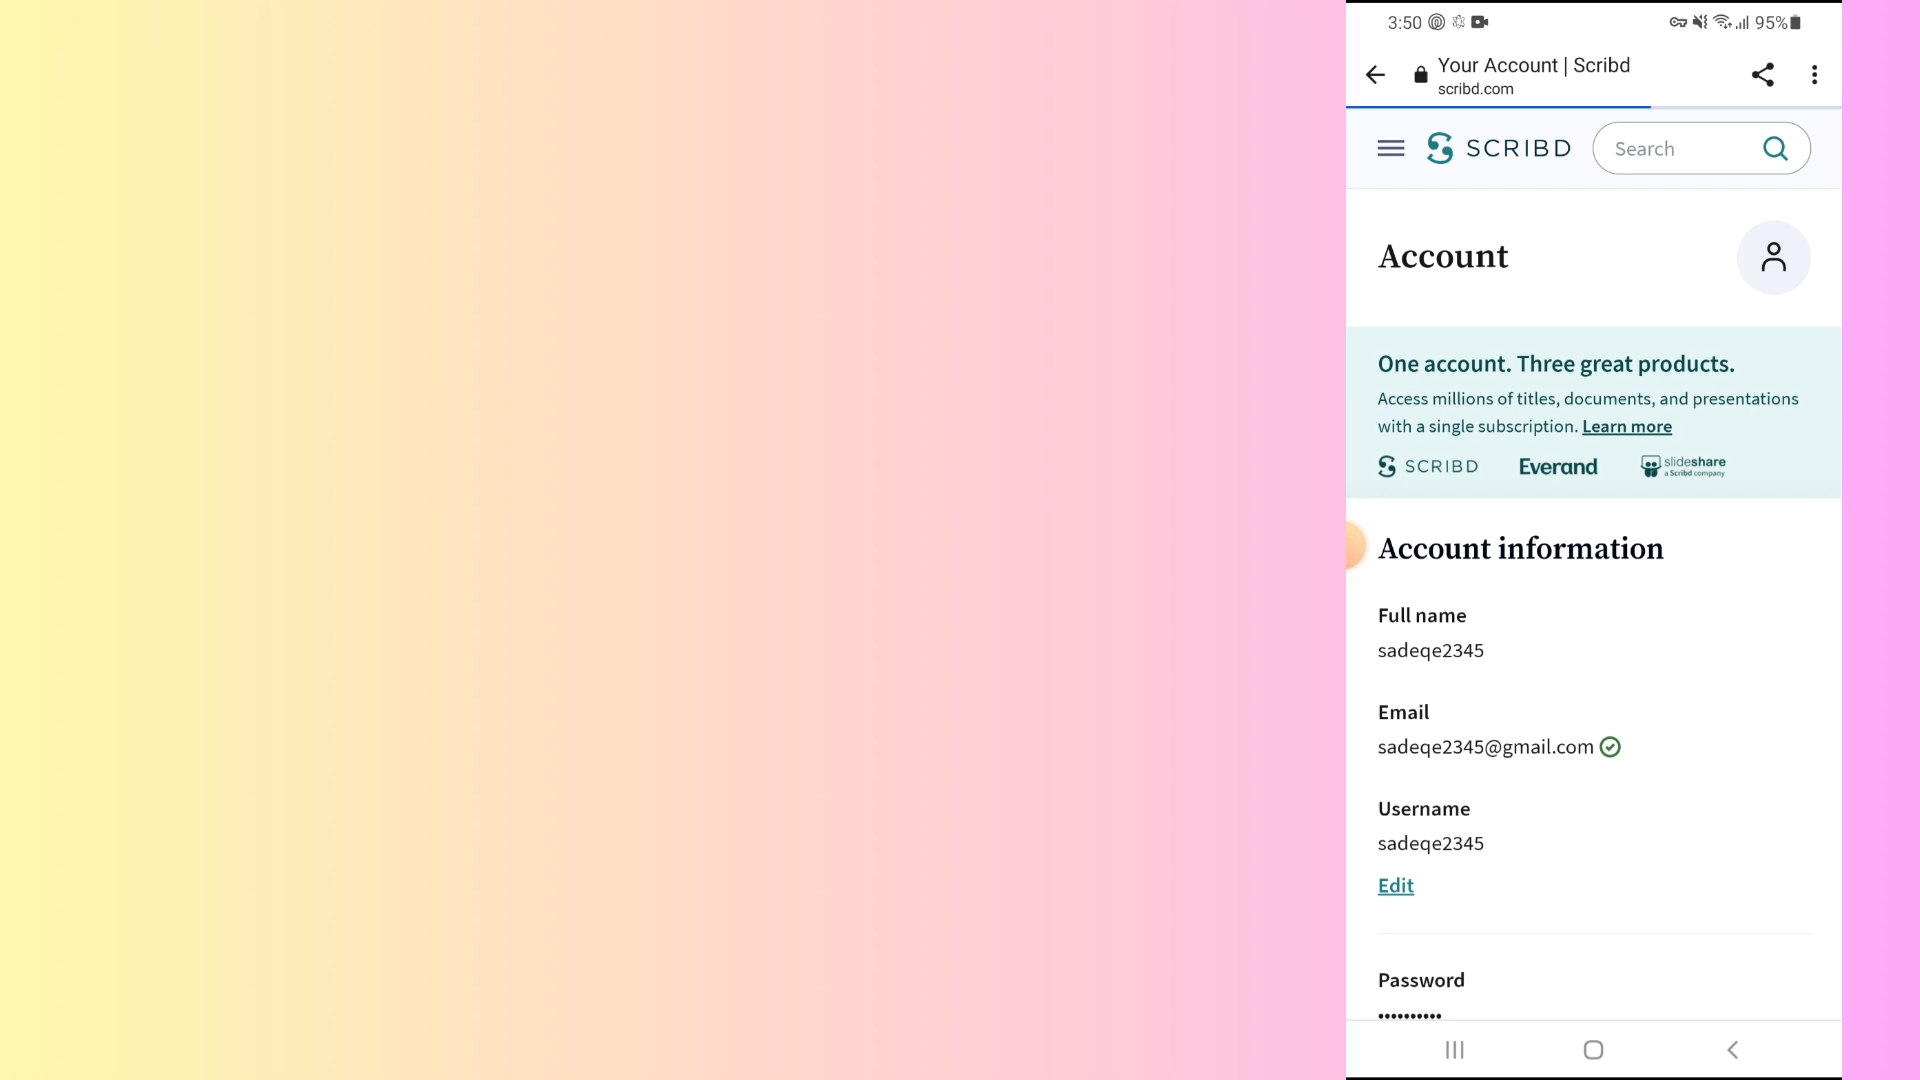 3:50
95%
Your Account | Scribd
scribd.com
SCRIBD
Search
Account
One account. Three great products.
Access millions of titles, documents, and presentations
with a single subscription. Learn more
SCRIBD Everand slideshare
a Scribd company
Account information
Full name
sadeqe2345
Email
sadeqe2345@gmail.com
Username
sadeqe2345
Edit
Password
••••••••••